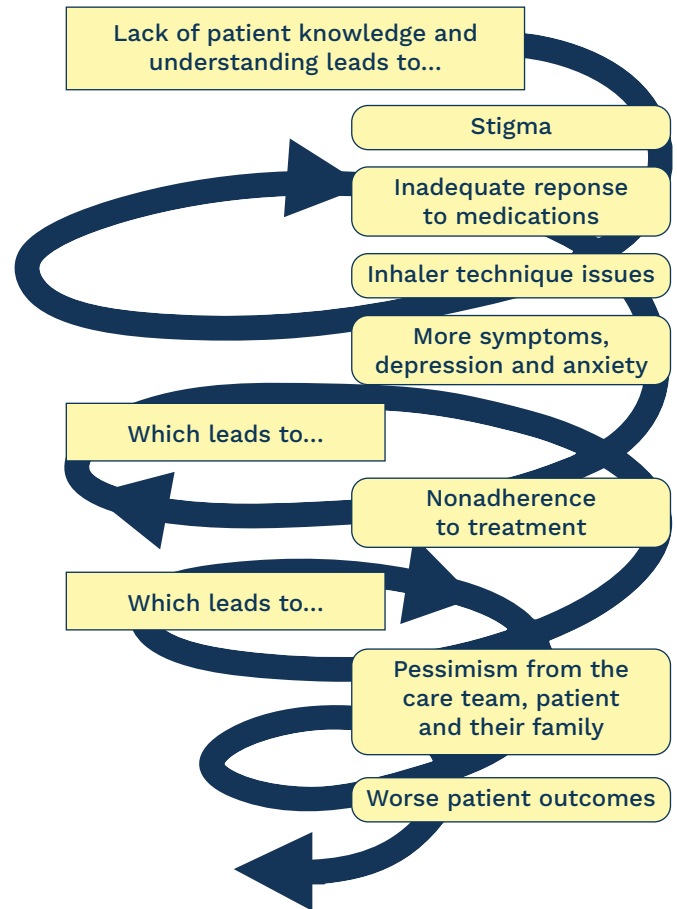 Lack of patient knowledge and
understanding leads to...
Stigma
Inadequate reponse
to medications
Inhaler technique issues
More symptoms,
depression and anxiety
Which leads to...
Nonadherence
to treatment
Which leads to...
Pessimism from the
care team, patient
and their family
Worse patient outcomes